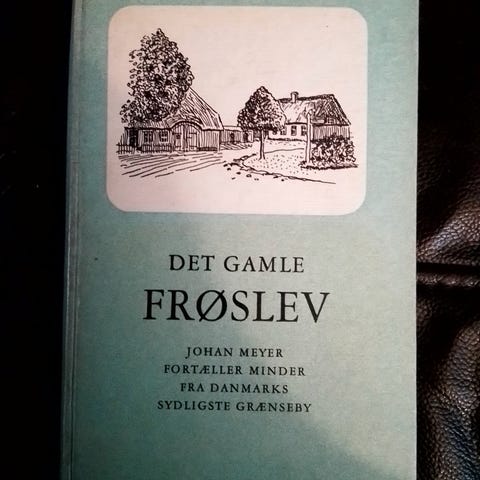 DET GAMLE
FRØSLEV
JOHAN MEYER
FORTÆLLER MINDER
FRA DANMARKS
SYDLIGSTE GRÆNSEBY